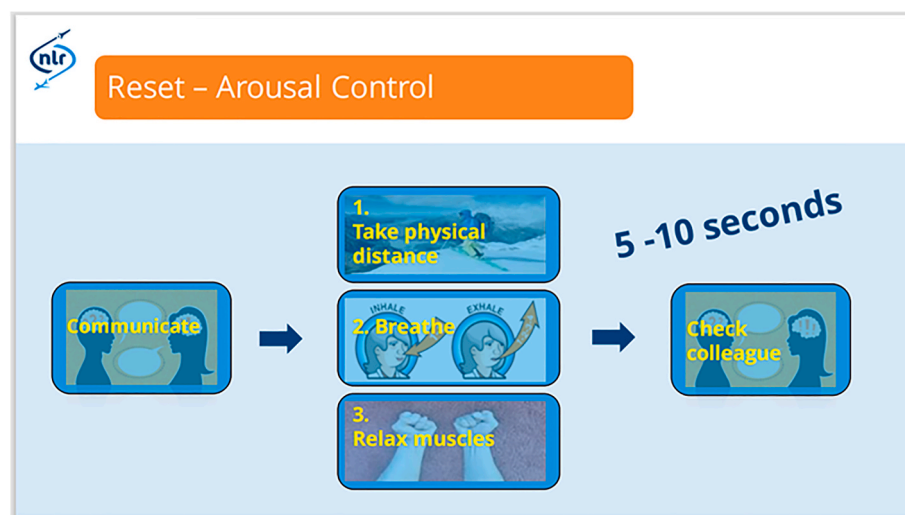 nlr
Reset – Arousal Control
Communicate
1.
Take physical
distance
INHALE
EXHALE
2. Breathe
3.
Relax muscles
5 -10 seconds
Check
colleague